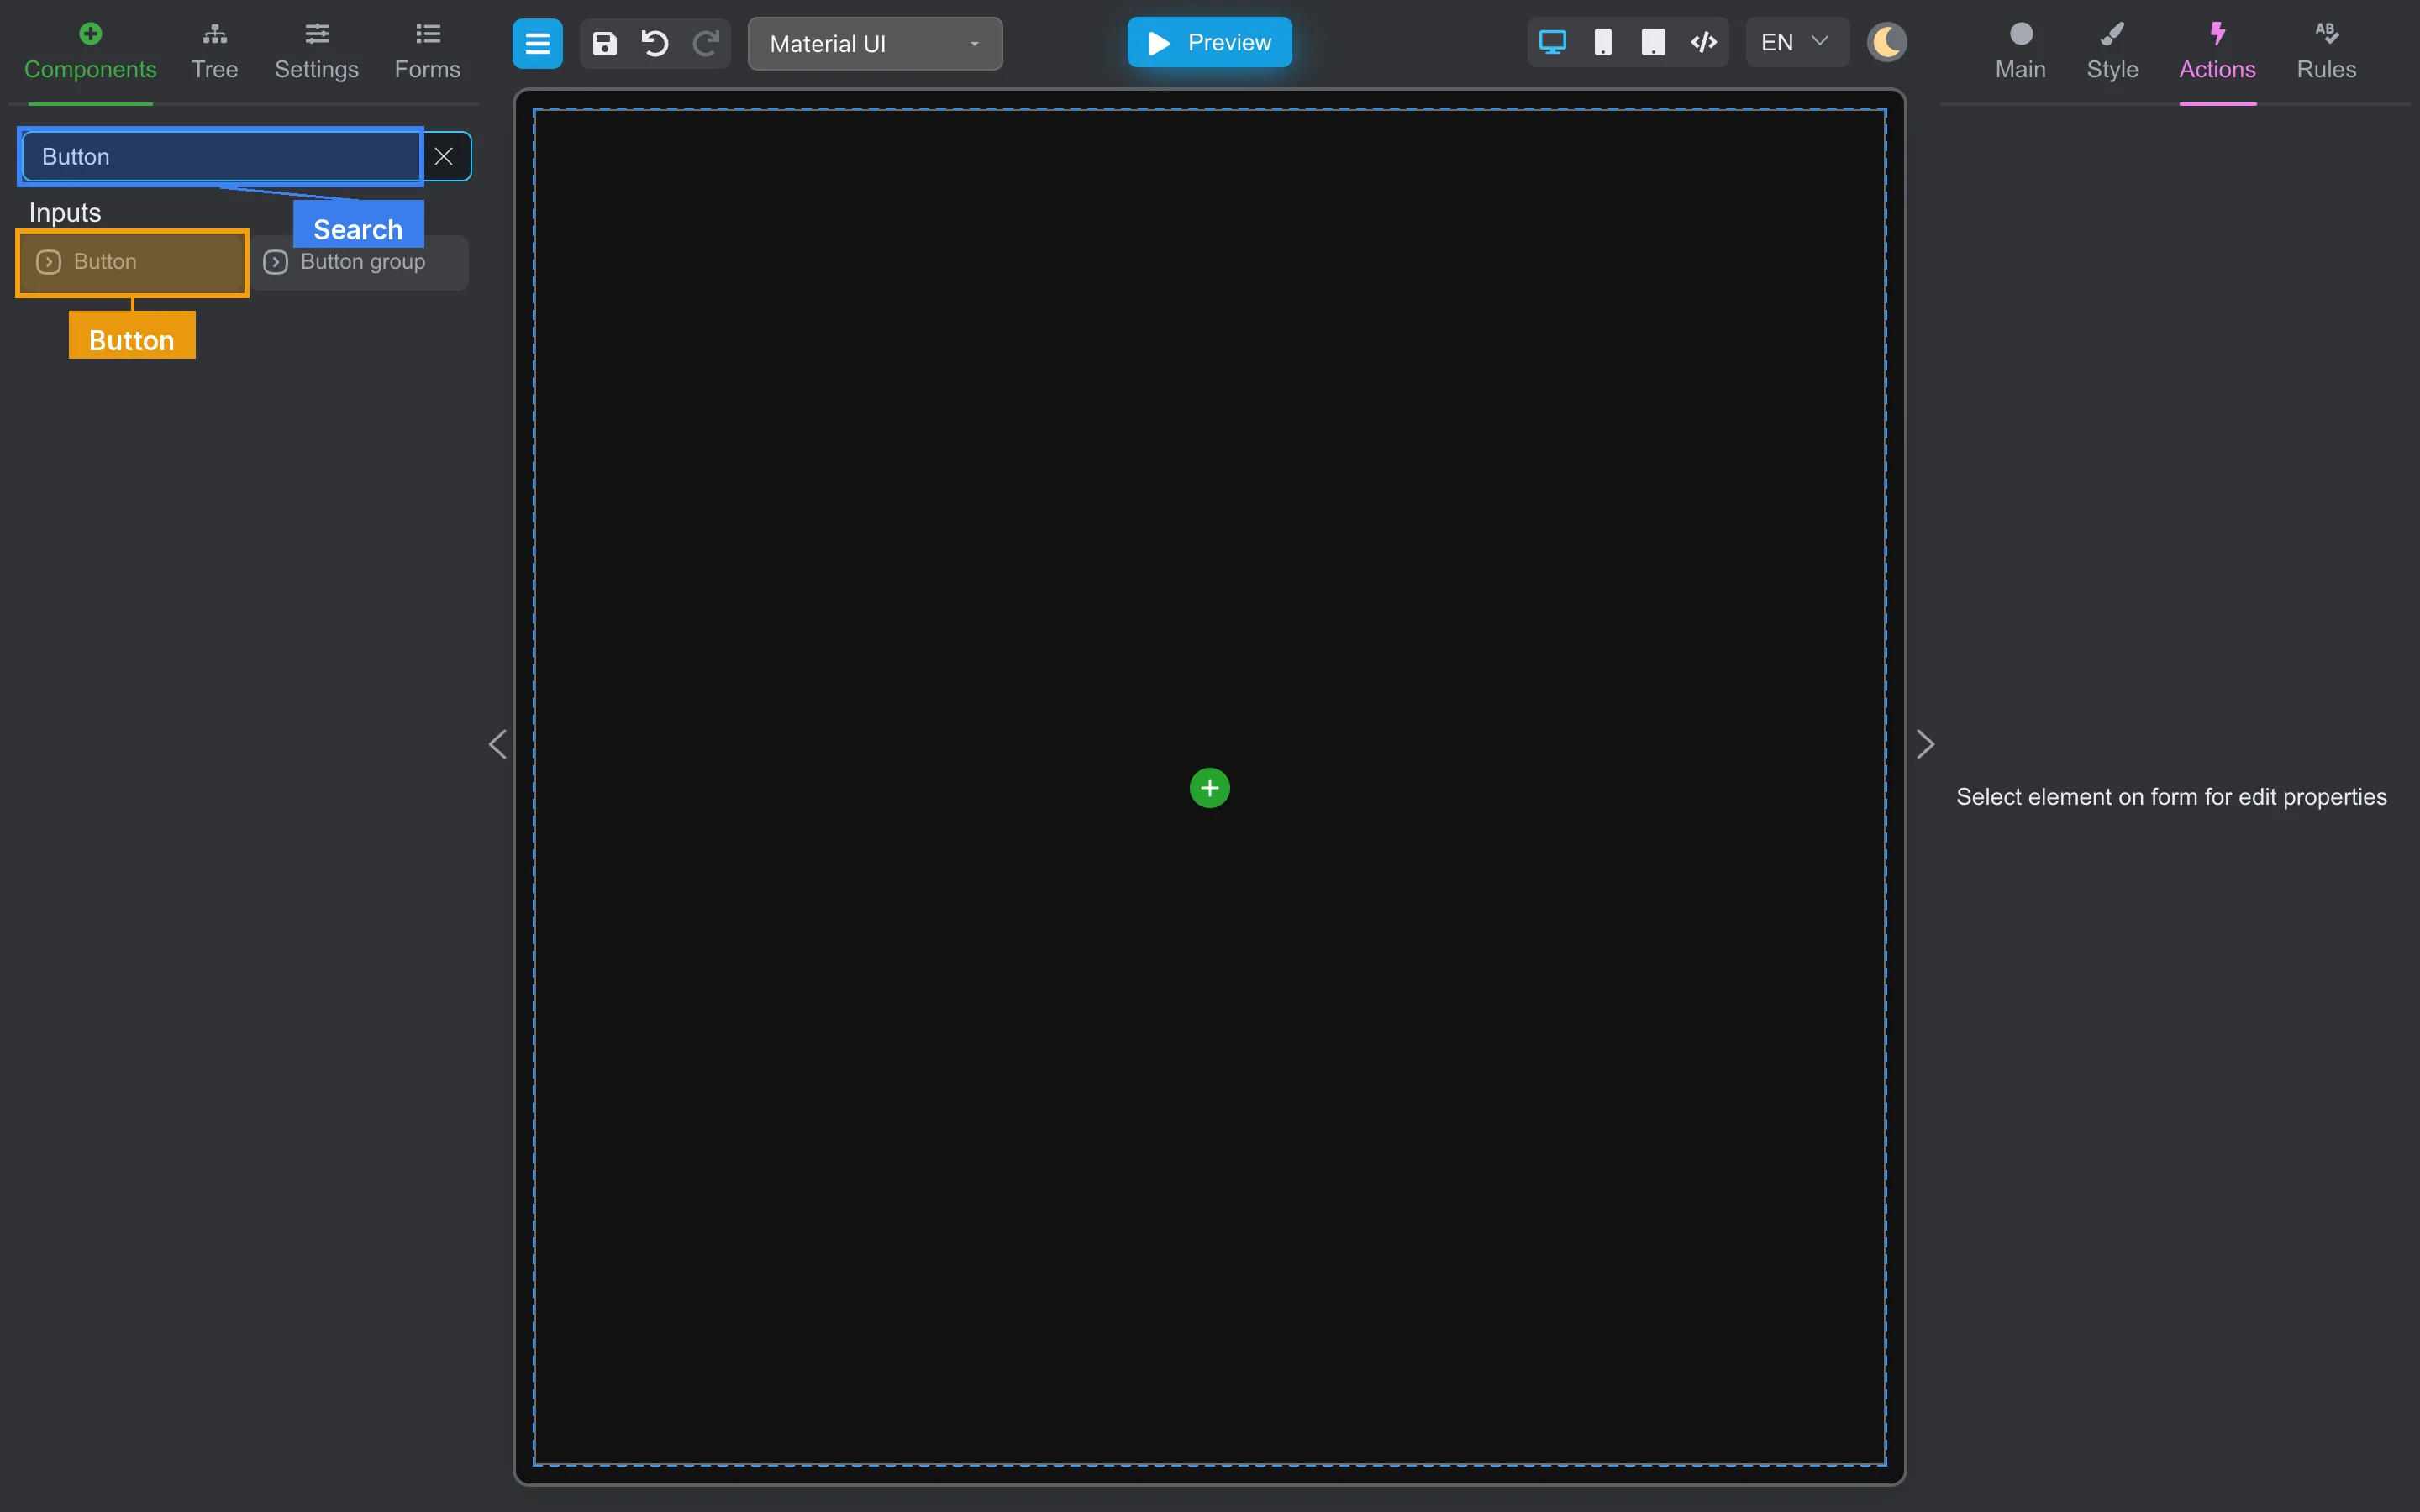 Components Tree Settings Forms
Material UI
Preview
EN
Main Style Actions Rules
Button
Inputs
Search
Button
Button group
Button
Select element on form for edit properties